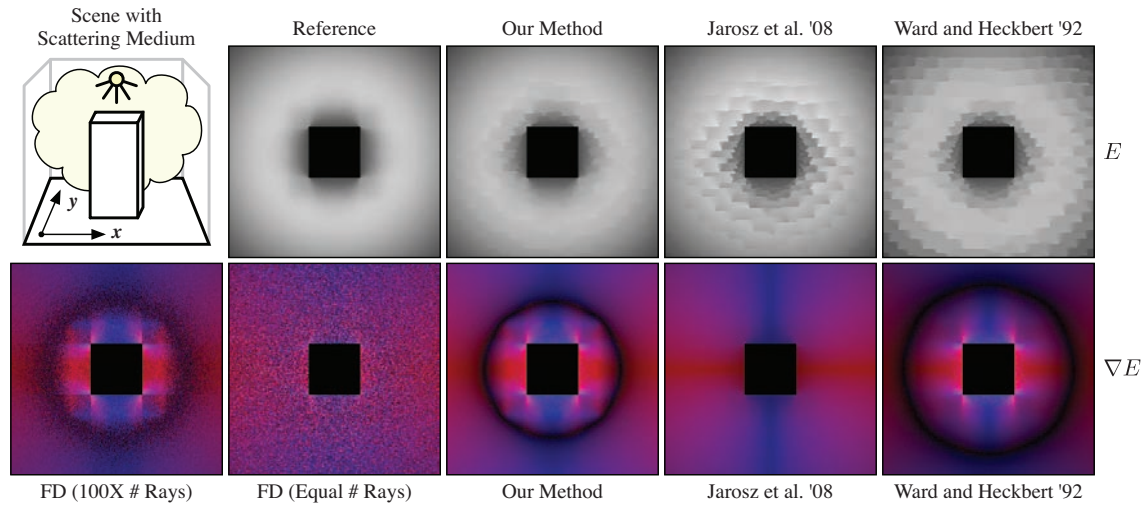 Scene with
Scattering Medium
Reference
Our Method
Jarosz et al. '08
Ward and Heckbert '92
y
x
E
∇E
FD (100X # Rays)
FD (Equal # Rays)
Our Method
Jarosz et al. '08
Ward and Heckbert '92